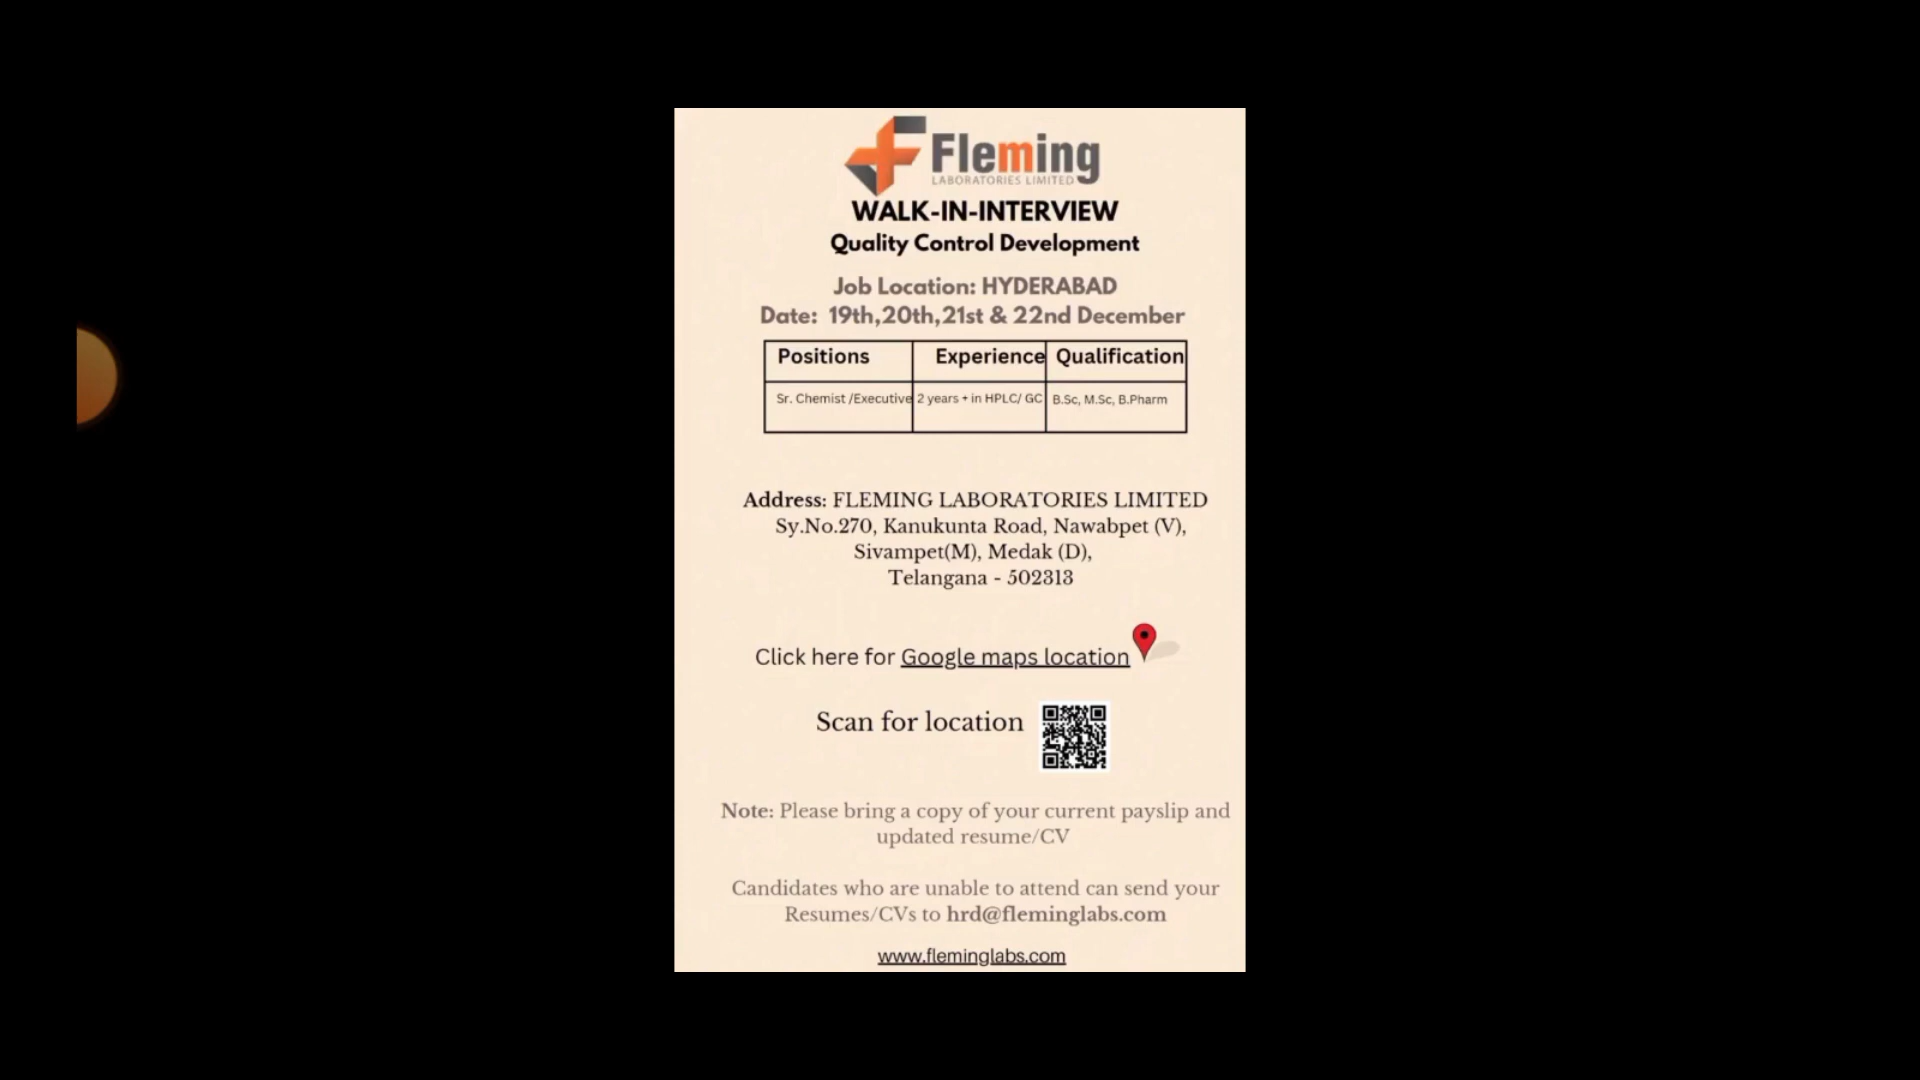 Fleming
LABORATORIES LIMITED
WALK-IN-INTERVIEW
Quality Control Development
Job Location: HYDERABAD
Date: 19th,20th,21st & 22nd December
Positions Experience Qualification
Sr. Chemist /Executive 2 years + in HPLC/ GC B.Sc, M.Sc, B.Pharm
Address: FLEMING LABORATORIES LIMITED
Sy.No.270, Kanukunta Road, Nawabpet (V),
Sivampet(M), Medak (D),
Telangana - 502313
Click here for Google maps location
Scan for location
Note: Please bring a copy of your current payslip and
updated resume/CV
Candidates who are unable to attend can send your
Resumes/CVs to hrd@fleminglabs.com
www.fleminglabs.com